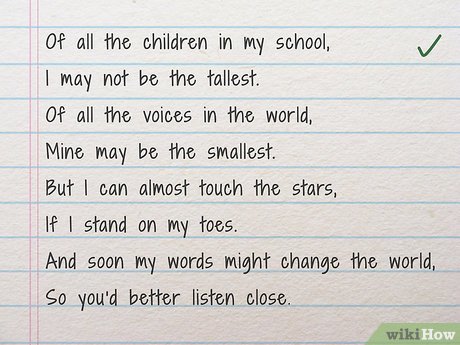 Of all the children in my school,
I may not be the tallest.
Of all the voices in the world,
Mine may be the smallest.
But I can almost touch the stars,
If I stand on my toes.
And soon my words might change the world,
So you'd better listen close.
wikiHow